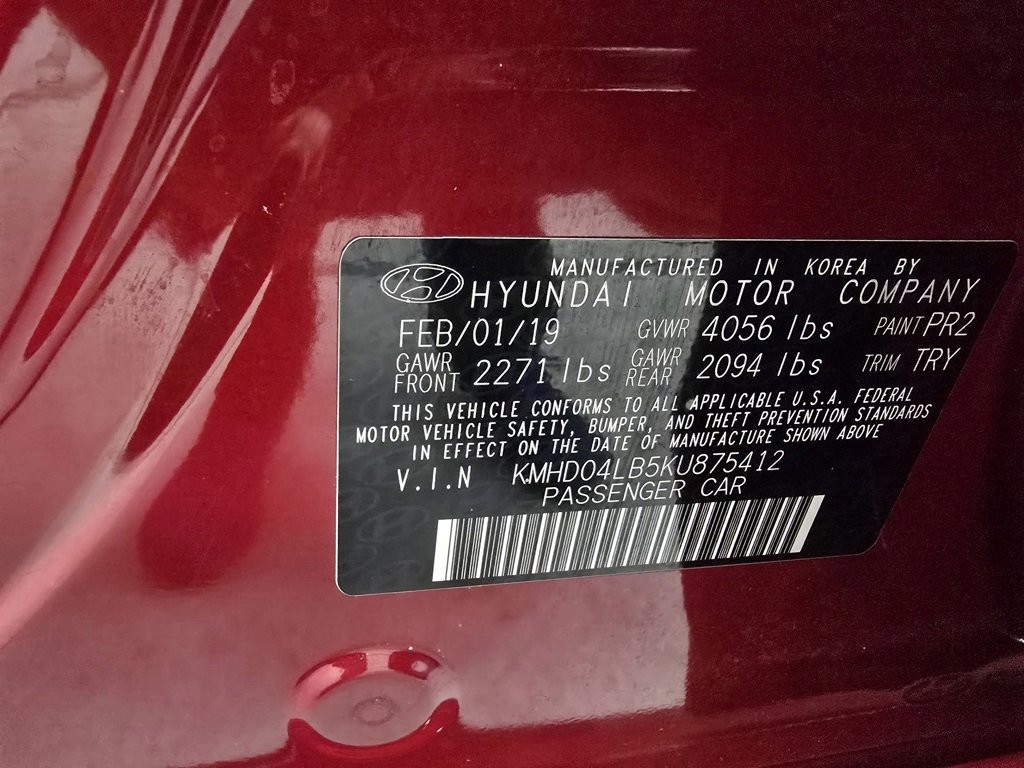 MANUFACTURED IN KOREA BY
HYUNDAI MOTOR COMPANY
FEB/01/19 GVWR 4056 lbs PAINT PR2
GAWR FRONT 2271 lbs GAWR REAR 2094 lbs TRIM TRY
THIS VEHICLE CONFORMS TO ALL APPLICABLE U.S.A. FEDERAL
MOTOR VEHICLE SAFETY, BUMPER, AND THEFT PREVENTION STANDARDS
IN EFFECT ON THE DATE OF MANUFACTURE SHOWN ABOVE
V.I.N KMHD04LB5KU875412
PASSENGER CAR